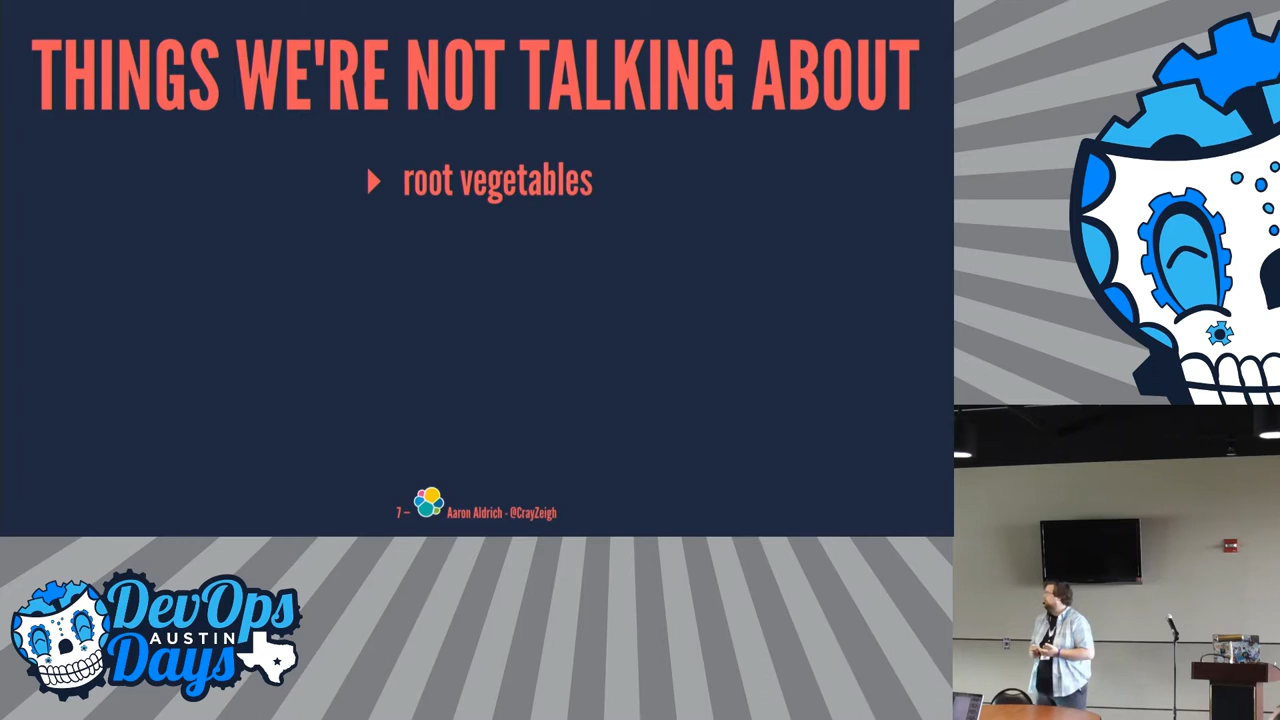 THINGS WE'RE NOT TALKING ABOUT
root vegetables
7 – Aaron Aldrich - @CrayZeigh
DevOps
AUSTIN
Days